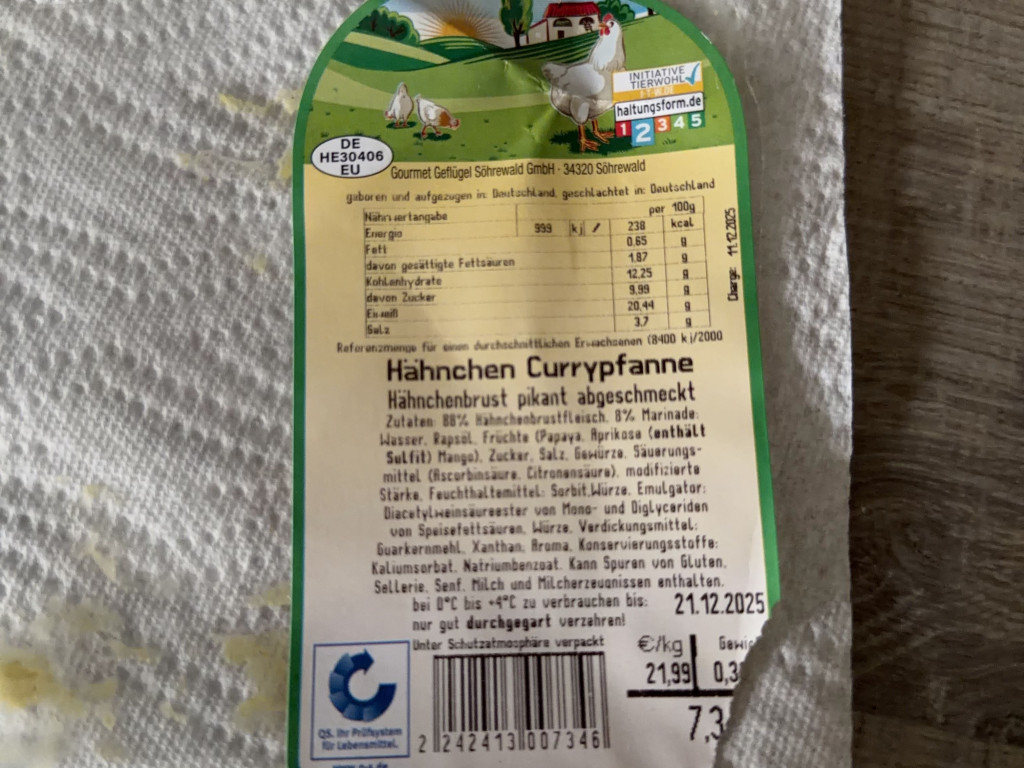 INITIATIVE
TIERWOHL
haltungsform.de
1 2 3 4 5
DE
HE30406
EU
Gourmet Geflügel Söhrewald GmbH · 34320 Söhrewald
geboren und aufgezogen in: Deutschland, geschlachtet in: Deutschland
Nährwertangabe per 100g
Energie 999 kj / 238 kcal
Fett 0,65 g
davon gesättigte Fettsäuren 1,87 g
Kohlenhydrate 12,25 g
davon Zucker 9,99 g
Eiweiß 20,44 g
Salz 3,7 g
Charge: 11.12.2025
Referenzmenge für einen durchschnittlichen Erwachsenen (8400 kj/2000
Hähnchen Currypfanne
Hähnchenbrust pikant abgeschmeckt
Zutaten: 88% Hähnchenbrustfleisch, 8% Marinade:
Wasser, Rapsöl, Früchte (Papaya, Aprikose (enthält
Sulfit) Mango), Zucker, Salz, Gewürze, Säuerungs-
mittel (Ascorbinsäure, Citronensäure), modifizierte
Stärke, Feuchthaltemittel: Sorbit,Würze, Emulgator:
Diacetylweinsäureester von Mono- und Diglyceriden
von Speisefettsäuren, Würze, Verdickungsmittel:
Guarkernmehl, Xanthan, Aroma, Konservierungsstoffe:
Kaliumsorbat, Natriumbenzoat. Kann Spuren von Gluten,
Sellerie, Senf, Milch und Milcherzeugnissen enthalten.
bei 0°C bis +4°C zu verbrauchen bis: 21.12.2025
nur gut durchgegart verzehren!
Unter Schutzatmosphäre verpackt
€/kg Gewic
21,99 0,3
7,3
QS. Ihr Prüfsystem
für Lebensmittel.
2 242413 007346